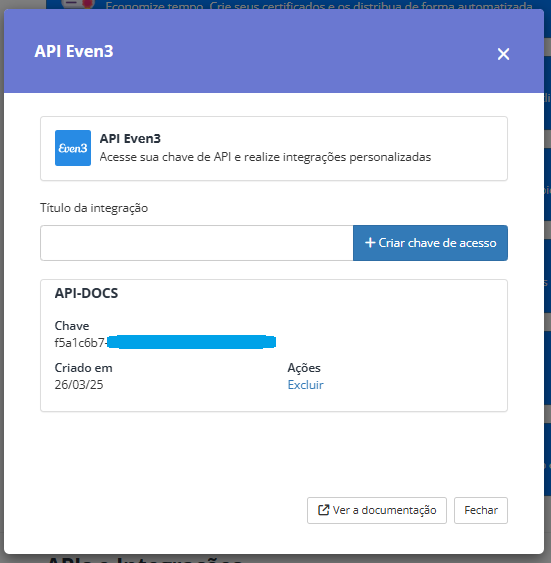 Economize tempo. Crie seus certificados e os distribua de forma automatizada
API Even3
Even3
API Even3
Acesse sua chave de API e realize integrações personalizadas
Título da integração
+ Criar chave de acesso
API-DOCS
Chave
f5a1c6b7-
Criado em
Ações
26/03/25
Excluir
Ver a documentação
Fechar
APIs e Integrações